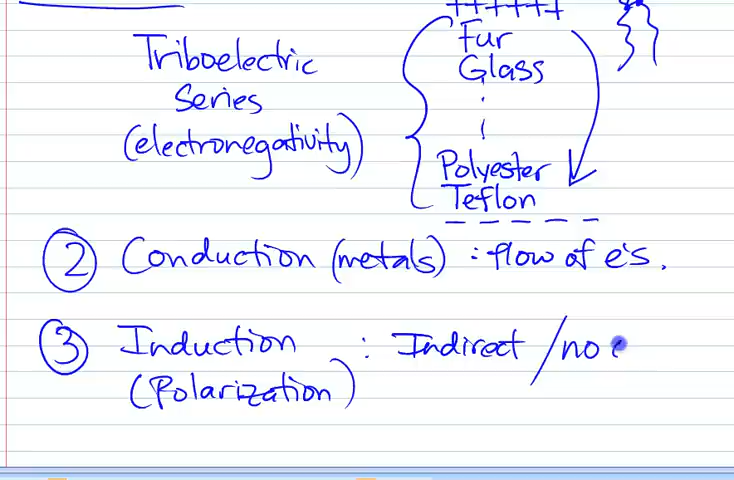 ++++++
Triboelectric
Series
(electronegativity)
Fur
Glass
Polyester
Teflon
- - - - - -
② Conduction (metals) : flow of e's.
③ Induction : Indirect /no
(Polarization)